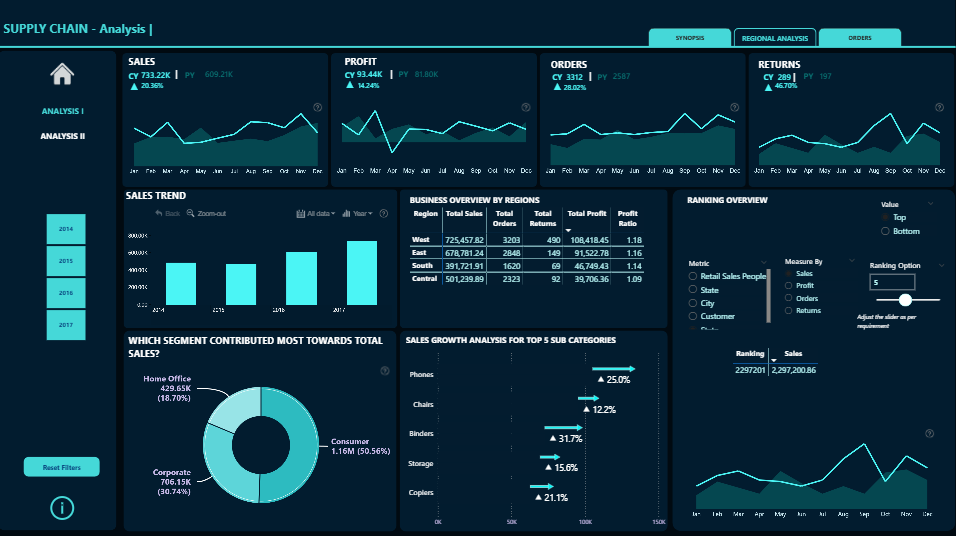 SUPPLY CHAIN - Analysis |
SYNOPSIS
REGIONAL ANALYSIS
ORDERS
ANALYSIS I
ANALYSIS II
2014
2015
2016
2017
Reset Filters
SALES
CY 733.22K | PY 609.21K
▲ 20.36%
Jan Feb Mar Apr May Jun Jul Aug Sep Oct Nov Dec
PROFIT
CY 93.44K | PY 81.80K
▲ 14.24%
Jan Feb Mar Apr May Jun Jul Aug Sep Oct Nov Dec
ORDERS
CY 3312 | PY 2587
▲ 28.02%
Jan Feb Mar Apr May Jun Jul Aug Sep Oct Nov Dec
RETURNS
CY 289 | PY 197
▲ 46.70%
Jan Feb Mar Apr May Jun Jul Aug Sep Oct Nov Dec
SALES TREND
Back Zoom-out All data Year
800.00K
600.00K
400.00K
200.00K
0.00
2014 2015 2016 2017
BUSINESS OVERVIEW BY REGIONS
Region Total Sales Total Orders Total Returns Total Profit Profit Ratio
West 725,457.82 3203 490 108,418.45 1.18
East 678,781.24 2848 149 91,522.78 1.16
South 391,721.91 1620 69 46,749.43 1.14
Central 501,239.89 2323 92 39,706.36 1.09
RANKING OVERVIEW
Value
Top
Bottom
Metric
Retail Sales People
State
City
Customer
Measure By
Sales
Profit
Orders
Returns
Ranking Option
5
Adjust the slider as per
requirement
Ranking Sales
2297201 2,297,200.86
Jan Feb Mar Apr May Jun Jul Aug Sep Oct Nov Dec
WHICH SEGMENT CONTRIBUTED MOST TOWARDS TOTAL
SALES?
Home Office
429.65K
(18.70%)
Consumer
1.16M (50.56%)
Corporate
706.15K
(30.74%)
SALES GROWTH ANALYSIS FOR TOP 5 SUB CATEGORIES
Phones
▲ 25.0%
Chairs
▲ 12.2%
Binders
▲ 31.7%
Storage
▲ 15.6%
Copiers
▲ 21.1%
0K 50K 100K 150K